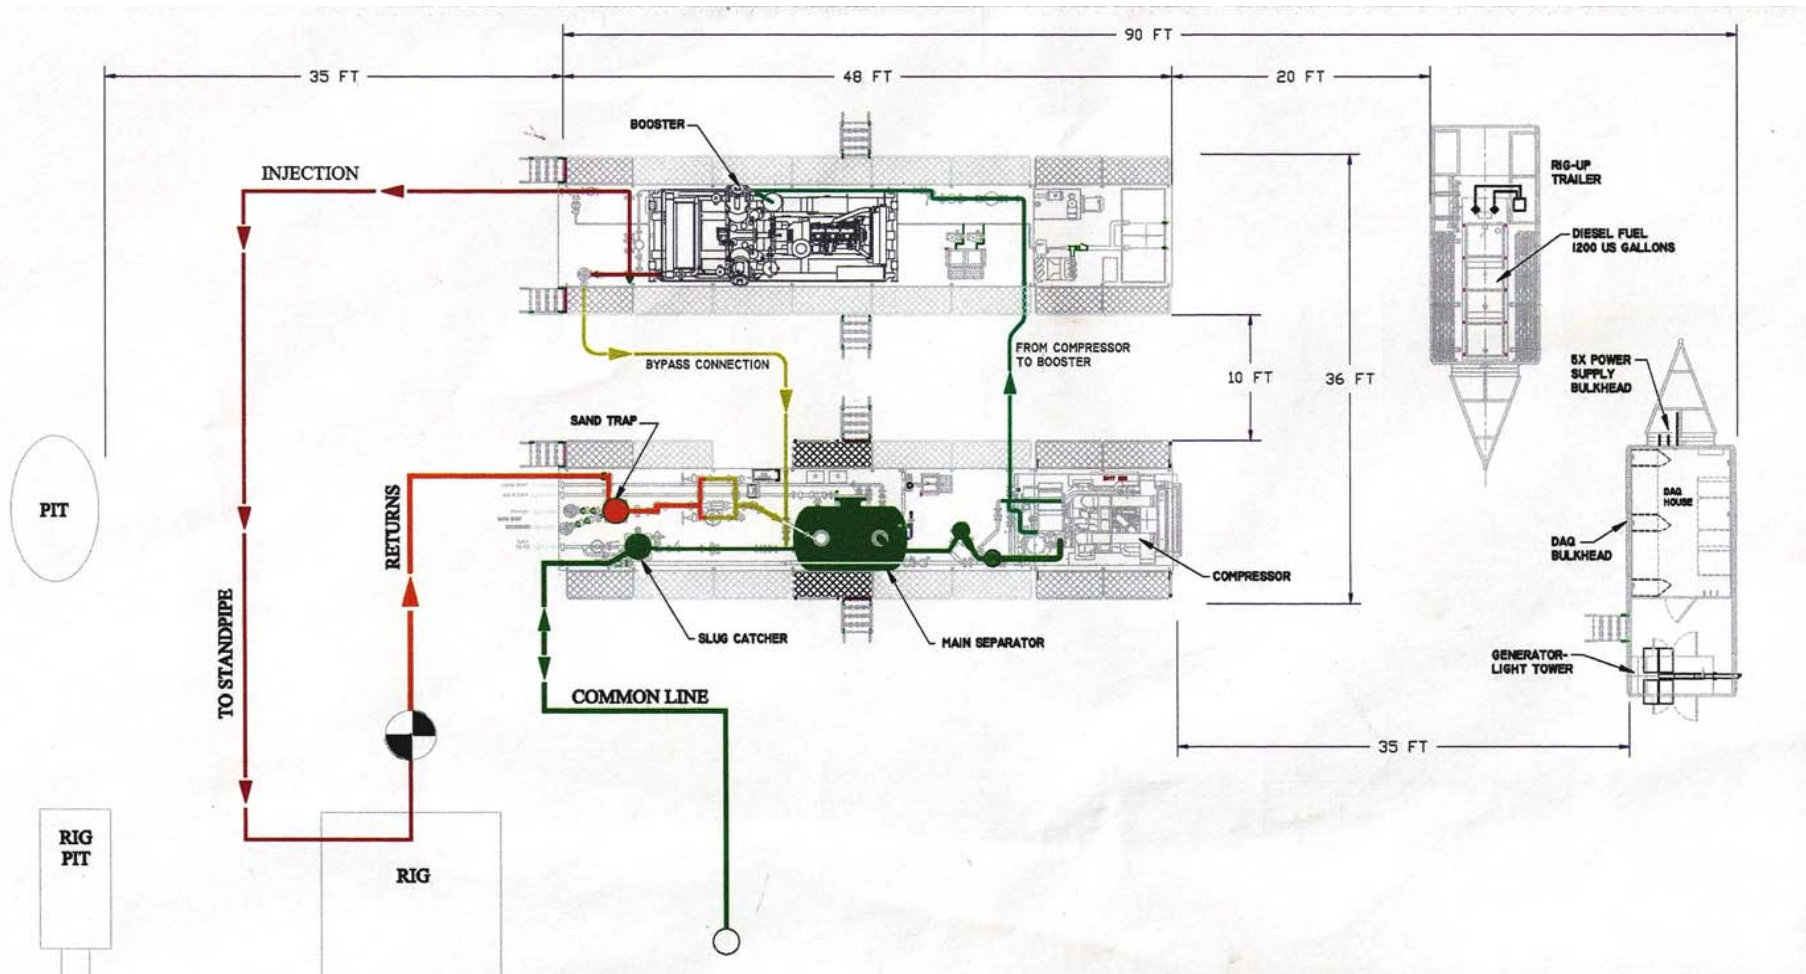 90 FT
35 FT
48 FT
20 FT
BOOSTER
INJECTION
RIG-UP
TRAILER
DIESEL FUEL
1200 US GALLONS
FROM COMPRESSOR
TO BOOSTER
BYPASS CONNECTION
10 FT
36 FT
5X POWER
SUPPLY
BULKHEAD
SAND TRAP
PIT
RETURNS
DAQ
HOUSE
DAQ
BULKHEAD
COMPRESSOR
TO STANDPIPE
SLUG CATCHER
MAIN SEPARATOR
GENERATOR-
LIGHT TOWER
COMMON LINE
35 FT
RIG
PIT
RIG